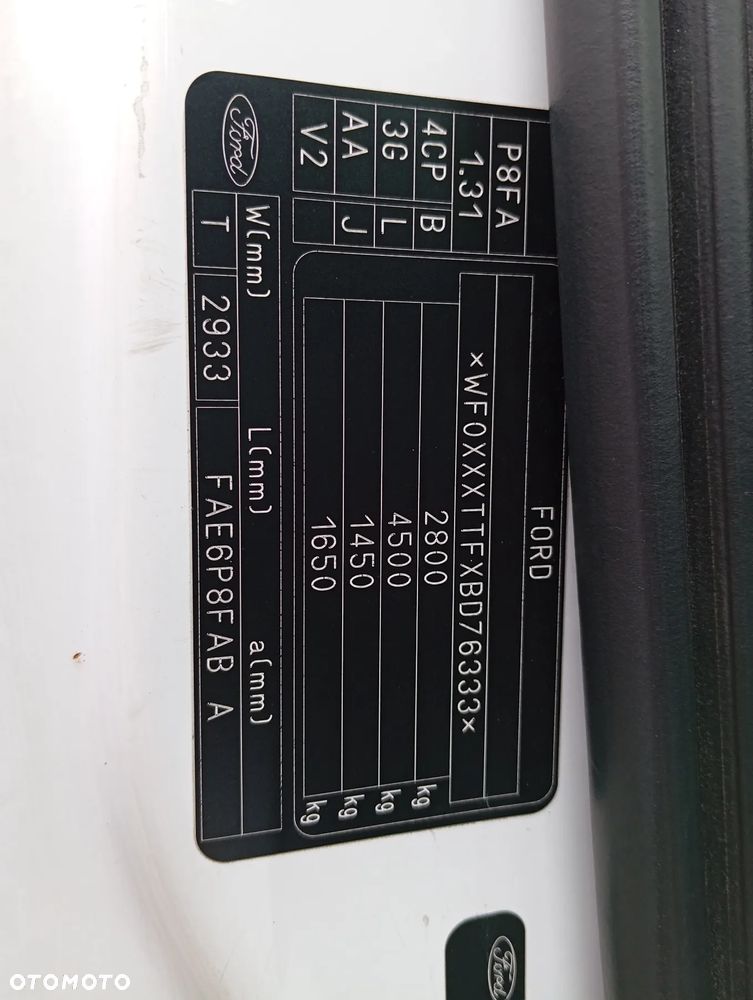 FORD
P8FA
1.31 *WF0XXXTTFXBD76333*
4CP B 2800 kg
3G L 4500 kg
AA J 1450 kg
V2 1650 kg
W(mm) L(mm) a(mm)
Ford T 2933 FAE6P8FAB A
Ford
OTOMOTO